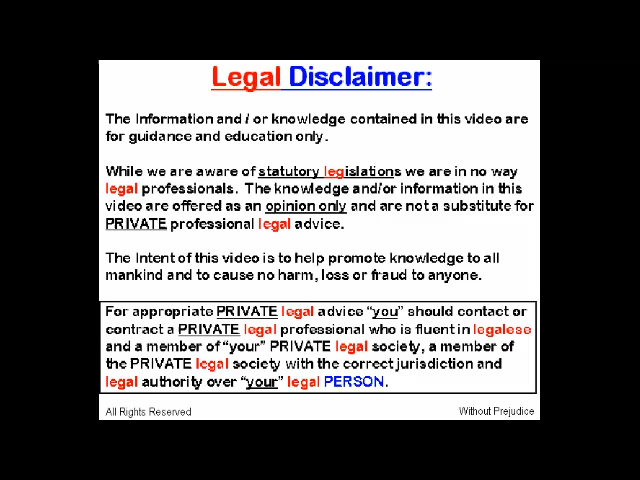 Legal Disclaimer:
The Information and / or knowledge contained in this video are
for guidance and education only.
While we are aware of statutory legislations we are in no way
legal professionals. The knowledge and/or information in this
video are offered as an opinion only and are not a substitute for
PRIVATE professional legal advice.
The Intent of this video is to help promote knowledge to all
mankind and to cause no harm, loss or fraud to anyone.
For appropriate PRIVATE legal advice “you” should contact or
contract a PRIVATE legal professional who is fluent in legalese
and a member of “your” PRIVATE legal society, a member of
the PRIVATE legal society with the correct jurisdiction and
legal authority over “your” legal PERSON.
All Rights Reserved
Without Prejudice